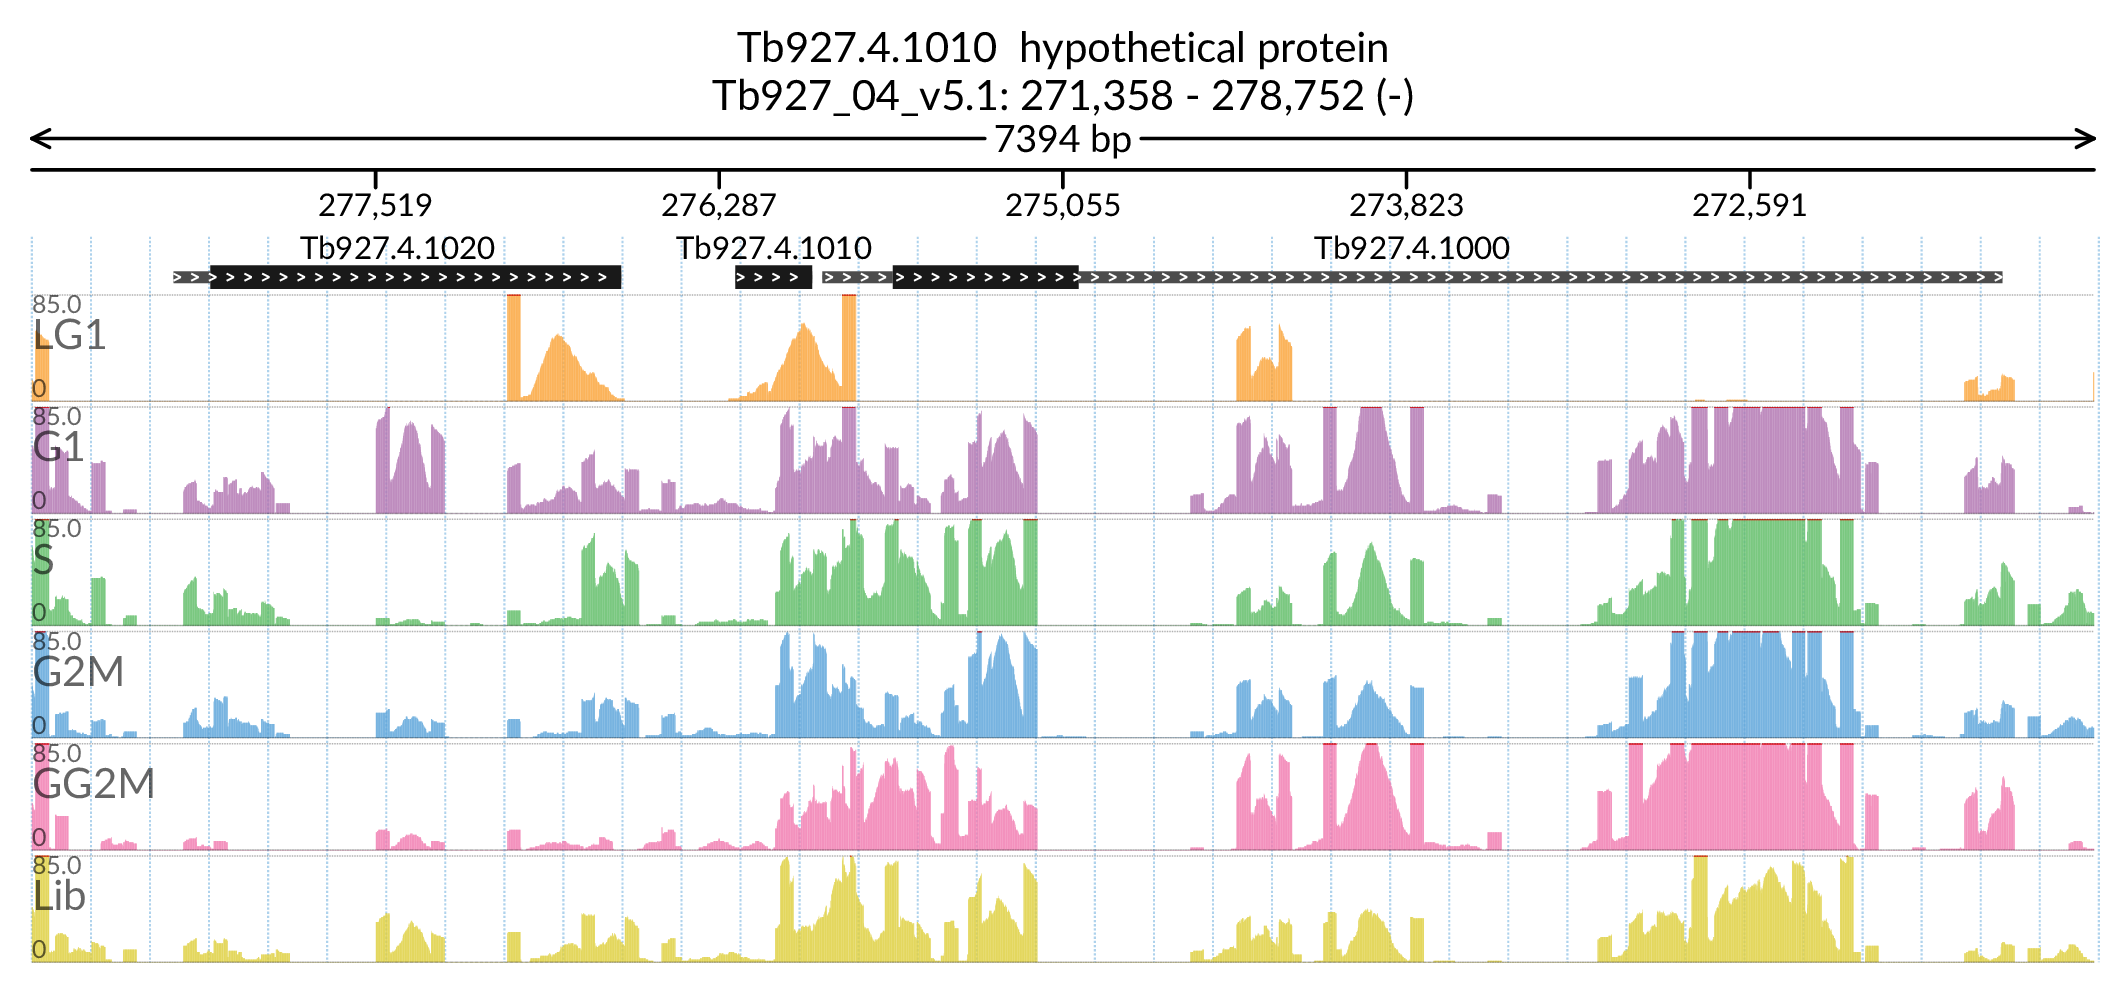 Tb927.4.1010  hypothetical protein
Tb927_04_v5.1: 271,358 - 278,752 (-)
7394 bp
277,519 276,287 275,055 273,823 272,591
Tb927.4.1020 Tb927.4.1010 Tb927.4.1000
85.0
LG1
0
85.0
G1
0
85.0
S
0
85.0
G2M
0
85.0
GG2M
0
85.0
Lib
0